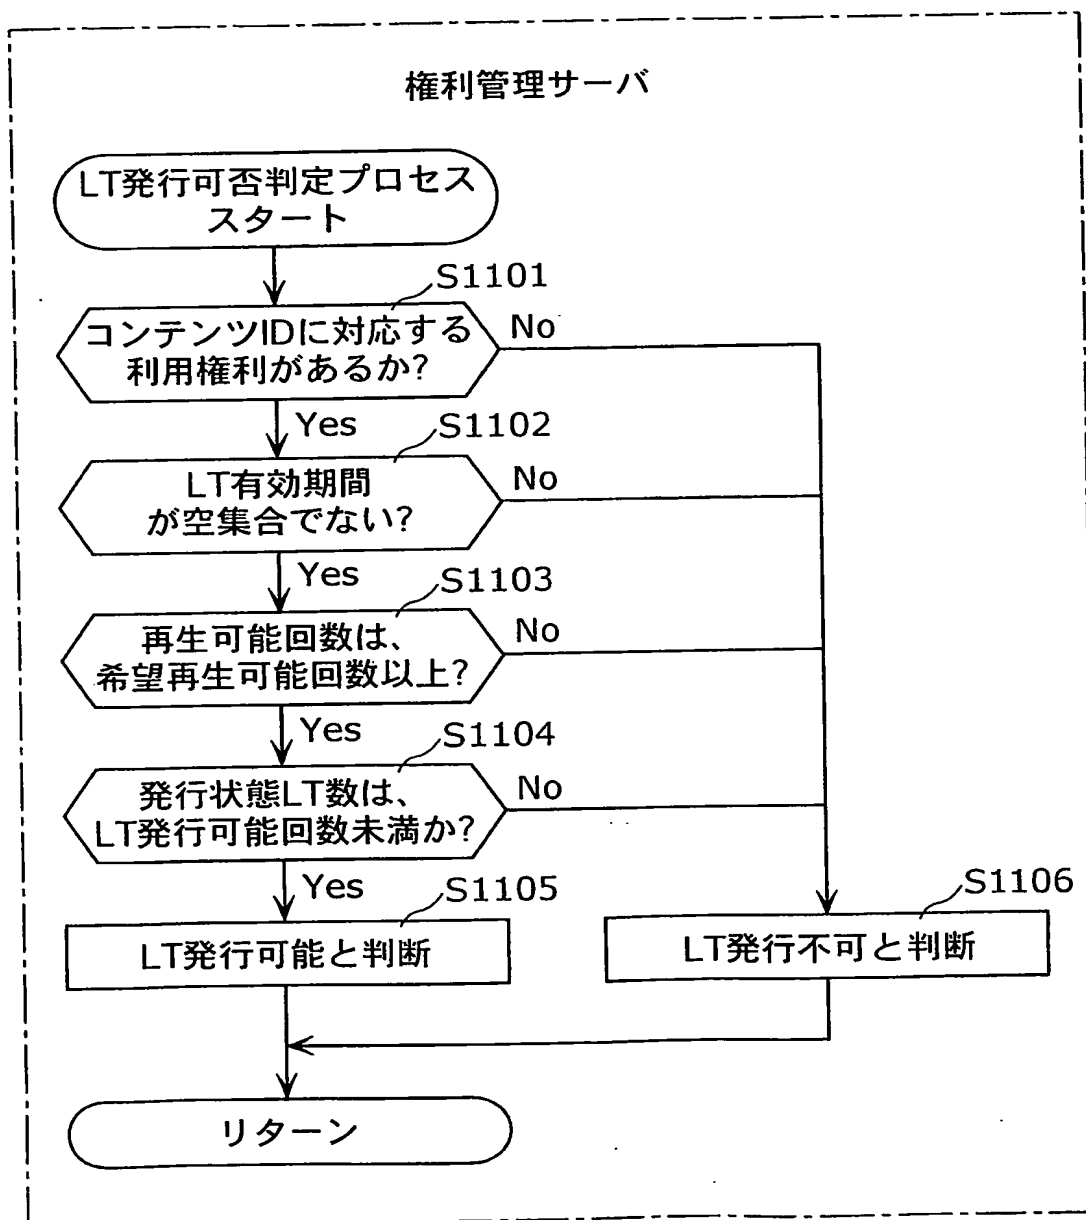 権利管理サーバ
LT発行可否判定プロセス
スタート
S1101
コンテンツIDに対応する
利用権利があるか?
No
Yes
S1102
LT有効期間
が空集合でない?
No
Yes
S1103
再生可能回数は、
希望再生可能回数以上?
No
Yes
S1104
発行状態LT数は、
LT発行可能回数未満か?
No
Yes
S1105
LT発行可能と判断
S1106
LT発行不可と判断
リターン